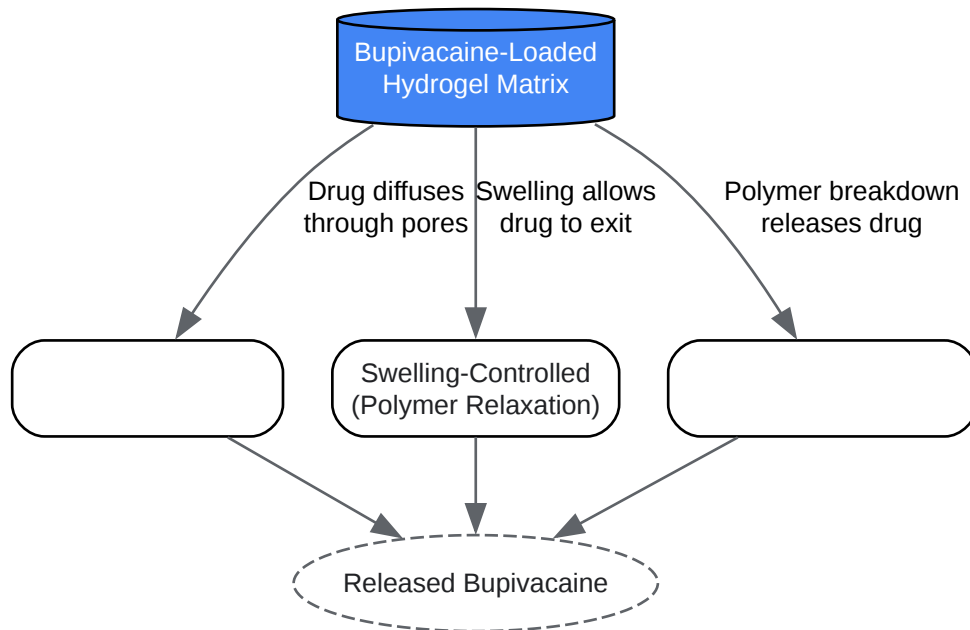 Bupivacaine-Loaded
Hydrogel Matrix
Drug diffuses
through pores
Swelling allows
drug to exit
Polymer breakdown
releases drug
Swelling-Controlled
(Polymer Relaxation)
Released Bupivacaine